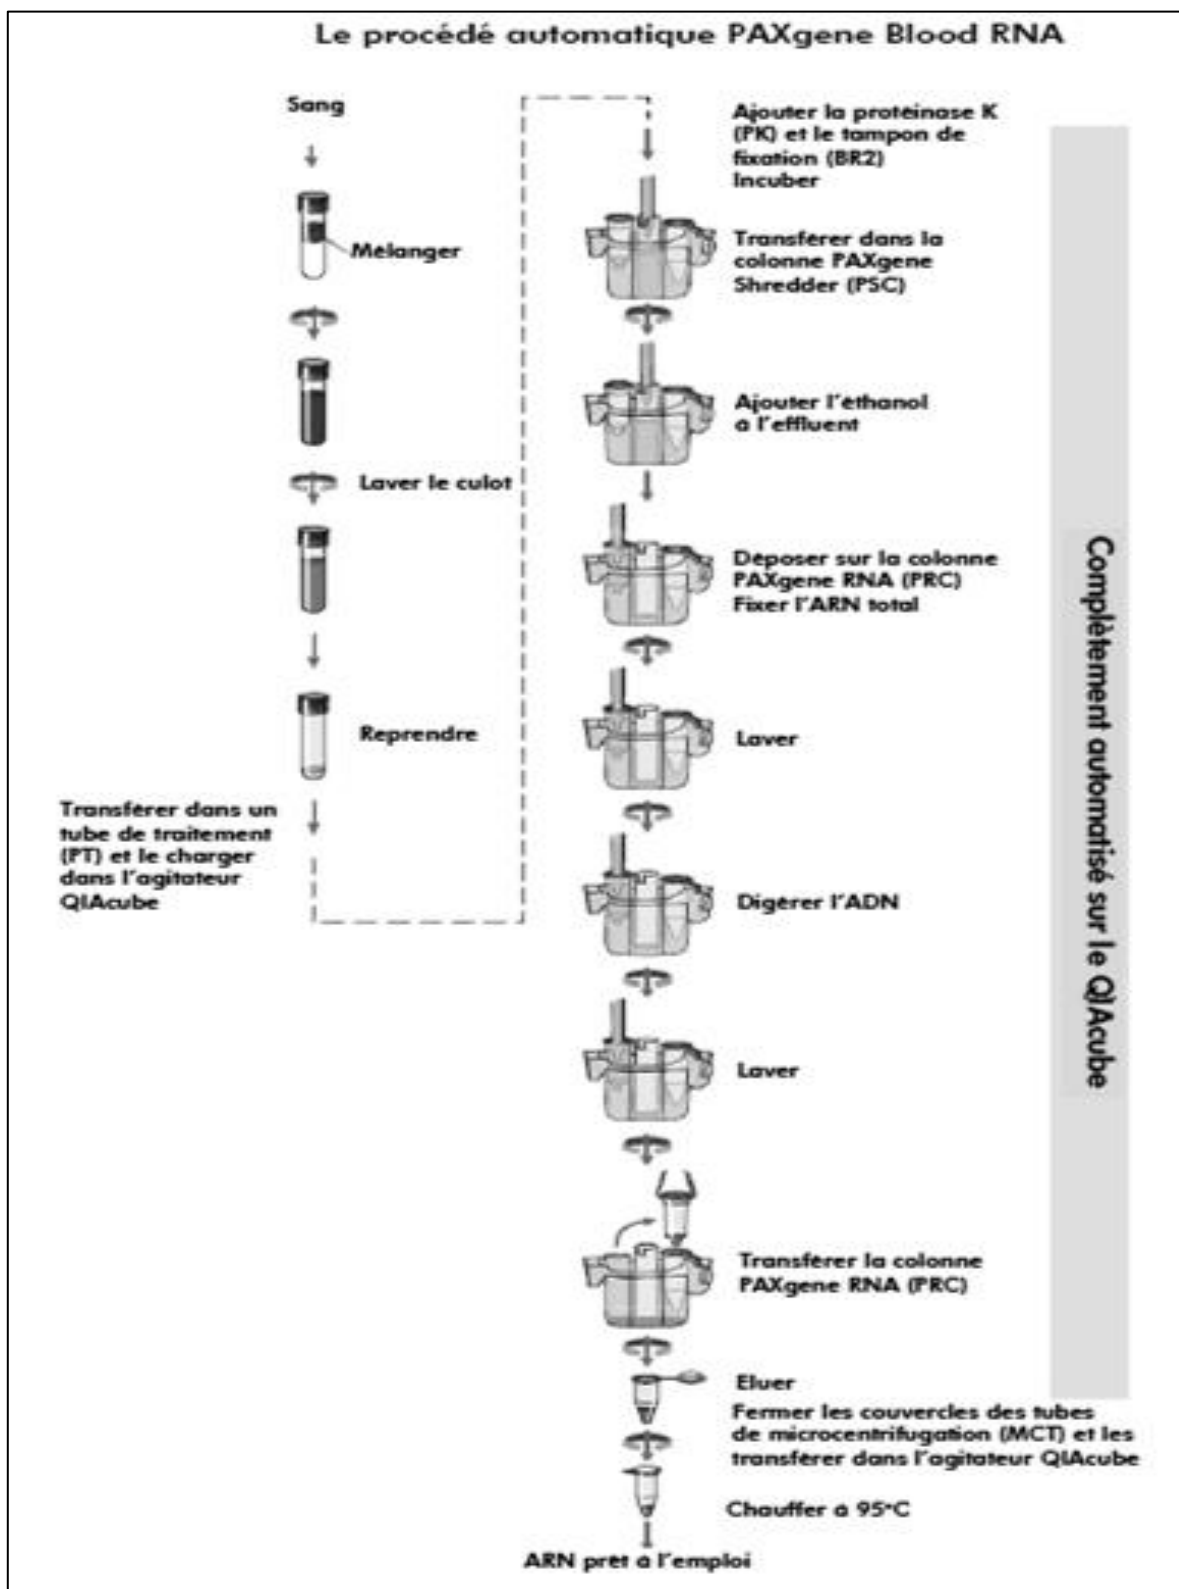 Le procédé automatique PAXgene Blood RNA
Sang
Mélanger
Laver le culot
Reprendre
Transférer dans un
tube de traitement
(PT) et le charger
dans l'agitateur
QIAcube
Ajouter la protéinase K
(PK) et le tampon de
fixation (BR2)
Incuber
Transférer dans la
colonne PAXgene
Shredder (PSC)
Ajouter l'éthanol
à l'effluent
Déposer sur la colonne
PAXgene RNA (PRC)
Fixer l'ARN total
Laver
Digérer l'ADN
Laver
Transférer la colonne
PAXgene RNA (PRC)
Eluer
Fermer les couvercles des tubes
de microcentrifugation (MCT) et les
transférer dans l'agitateur QIAcube
Chauffer à 95°C
ARN prêt à l'emploi
Complètement automatisé sur le QIAcube